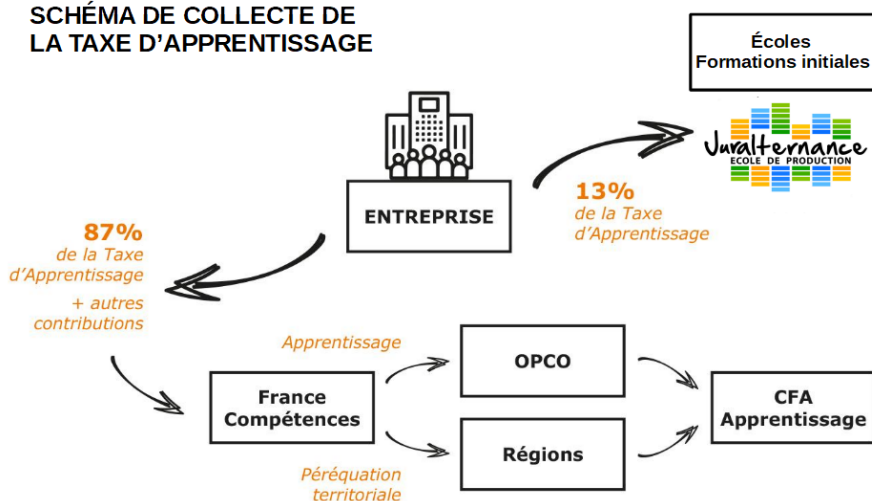 SCHÉMA DE COLLECTE DE
LA TAXE D’APPRENTISSAGE
Écoles
Formations initiales
Juralternance
ECOLE DE PRODUCTION
ENTREPRISE
13%
de la Taxe
d’Apprentissage
87%
de la Taxe
d’Apprentissage
+ autres
contributions
Apprentissage
OPCO
France
Compétences
CFA
Apprentissage
Régions
Péréquation
territoriale